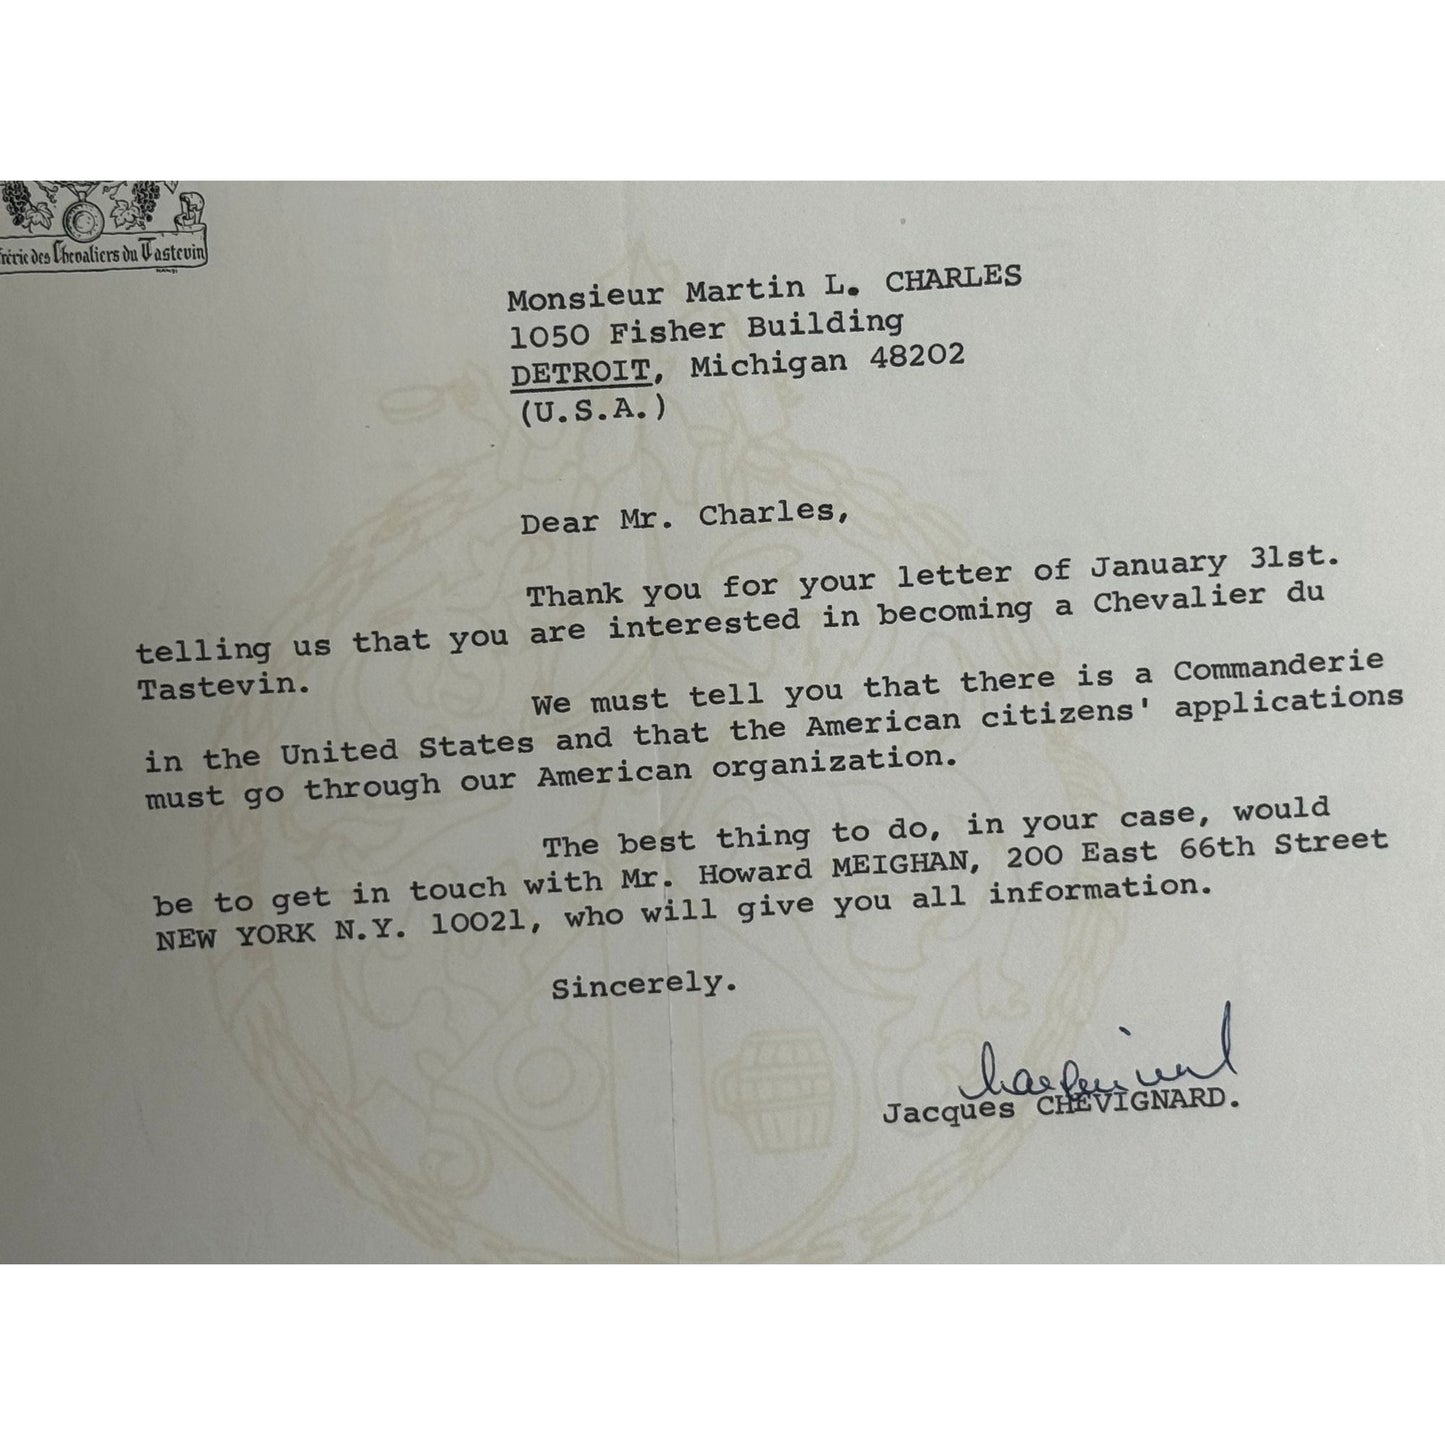 frérie des Chevaliers du Tastevin
Monsieur Martin L. CHARLES
1050 Fisher Building
DETROIT, Michigan 48202
(U.S.A.)
Dear Mr. Charles,
Thank you for your letter of January 31st.
telling us that you are interested in becoming a Chevalier du
Tastevin.
We must tell you that there is a Commanderie
in the United States and that the American citizens' applications
must go through our American organization.
The best thing to do, in your case, would
be to get in touch with Mr. Howard MEIGHAN, 200 East 66th Street
NEW YORK N.Y. 10021, who will give you all information.
Sincerely.
Jacques CHEVIGNARD.